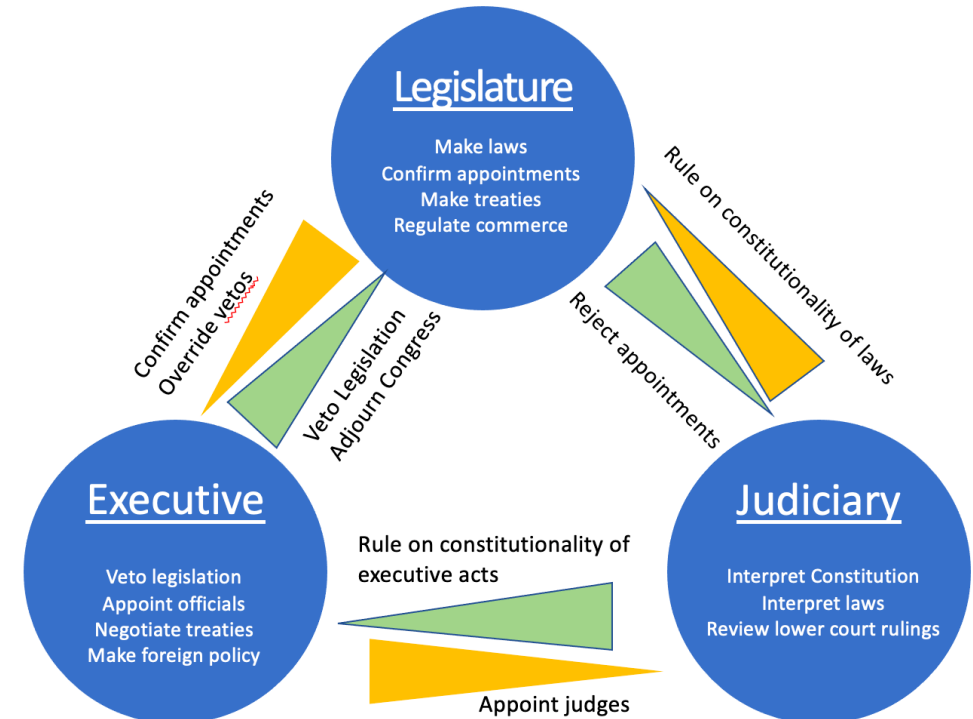 Legislature
Make laws
Confirm appointments
Make treaties
Regulate commerce
Confirm appointments
Override vetos
Veto Legislation
Adjourn Congress
Rule on constitutionality of laws
Reject appointments
Executive
Veto legislation
Appoint officials
Negotiate treaties
Make foreign policy
Rule on constitutionality of
executive acts
Appoint judges
Judiciary
Interpret Constitution
Interpret laws
Review lower court rulings